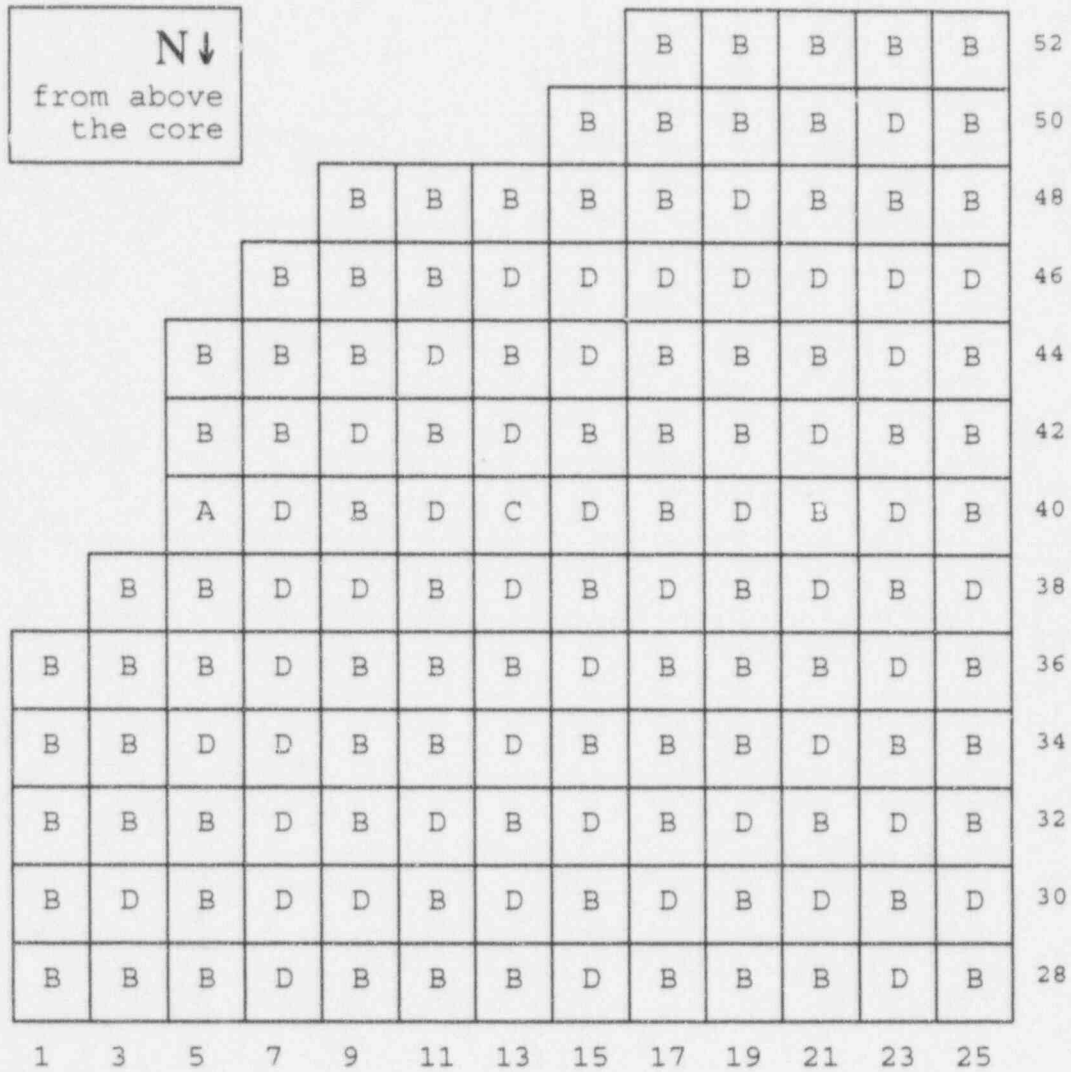 N↓
from above
the core
B B B B B 52
B B B B D B 50
B B B B B D B B B 48
B B B D D D D D D D 46
B B B D B D B B B D B 44
B B D B D B B B D B B 42
A D B D C D B D B D B 40
B B D D B D B D B D B D 38
B B B D B B B D B B B D B 36
B B D D B B D B B B D B B 34
B B B D B D B D B D B D B 32
B D B D D B D B D B D B D 30
B B B D B B B D B B B D B 28
1 3 5 7 9 11 13 15 17 19 21 23 25